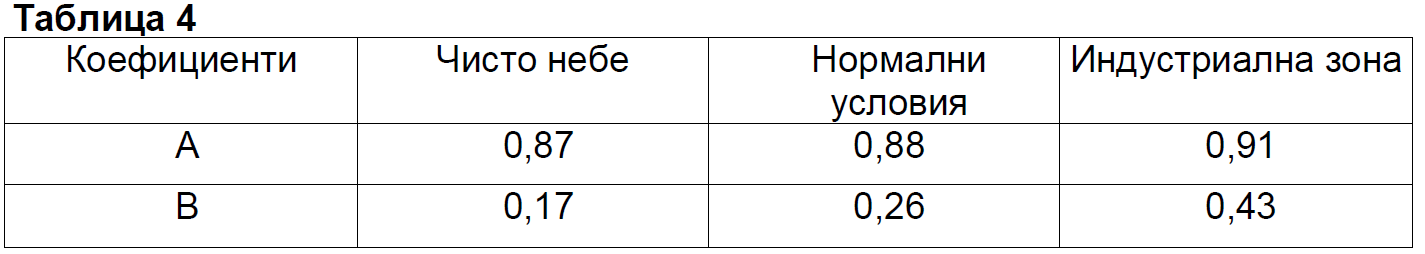 Таблица 4
Коефициенти Чисто небе Нормални условия Индустриална зона
А 0,87 0,88 0,91
В 0,17 0,26 0,43